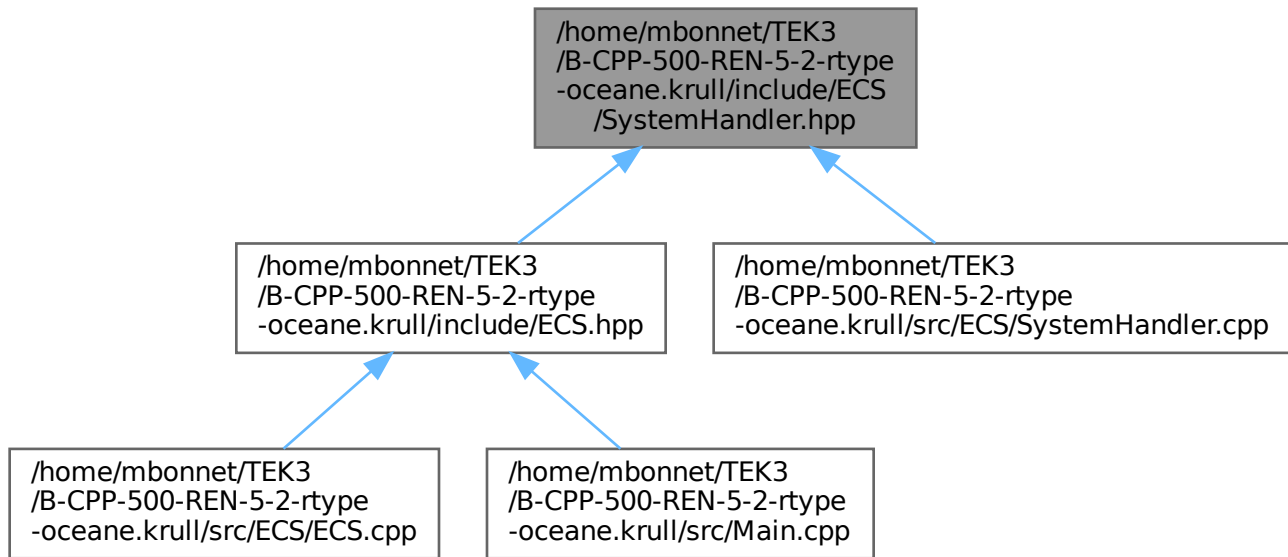 /home/mbonnet/TEK3
/B-CPP-500-REN-5-2-rtype
-oceane.krull/include/ECS
/SystemHandler.hpp
/home/mbonnet/TEK3
/B-CPP-500-REN-5-2-rtype
-oceane.krull/include/ECS.hpp
/home/mbonnet/TEK3
/B-CPP-500-REN-5-2-rtype
-oceane.krull/src/ECS/SystemHandler.cpp
/home/mbonnet/TEK3
/B-CPP-500-REN-5-2-rtype
-oceane.krull/src/ECS/ECS.cpp
/home/mbonnet/TEK3
/B-CPP-500-REN-5-2-rtype
-oceane.krull/src/Main.cpp